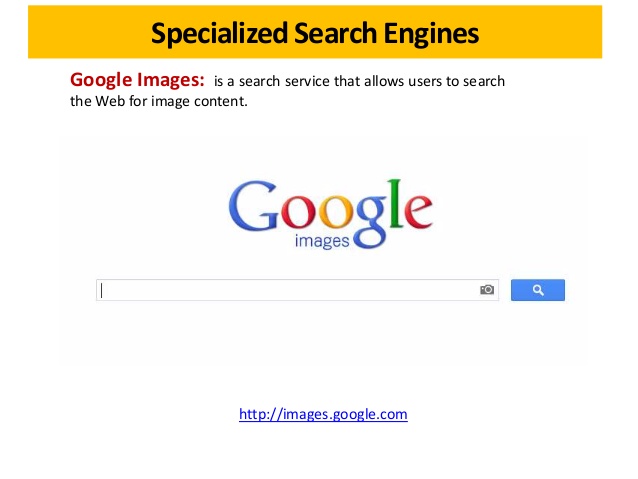 Specialized Search Engines
Google Images: is a search service that allows users to search
the Web for image content.
Google
images
http://images.google.com